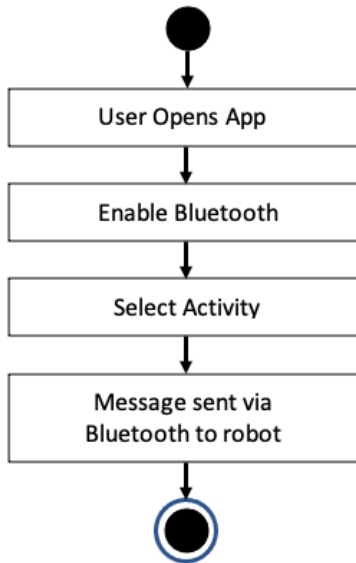 User Opens App
Enable Bluetooth
Select Activity
Message sent via
Bluetooth to robot